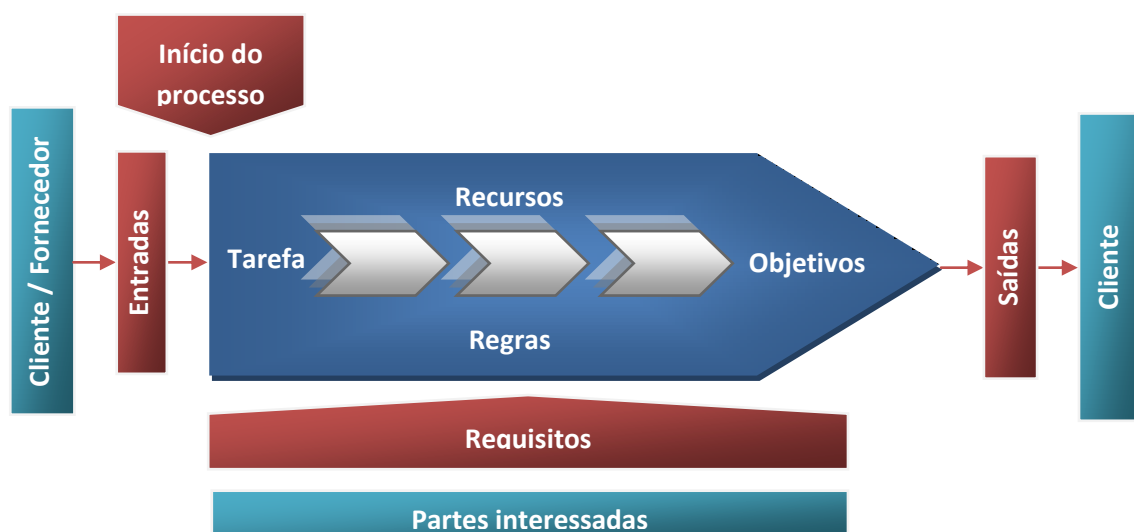 Início do
processo
Cliente / Fornecedor
Entradas
Recursos
Tarefa
Objetivos
Regras
Saídas
Cliente
Requisitos
Partes interessadas